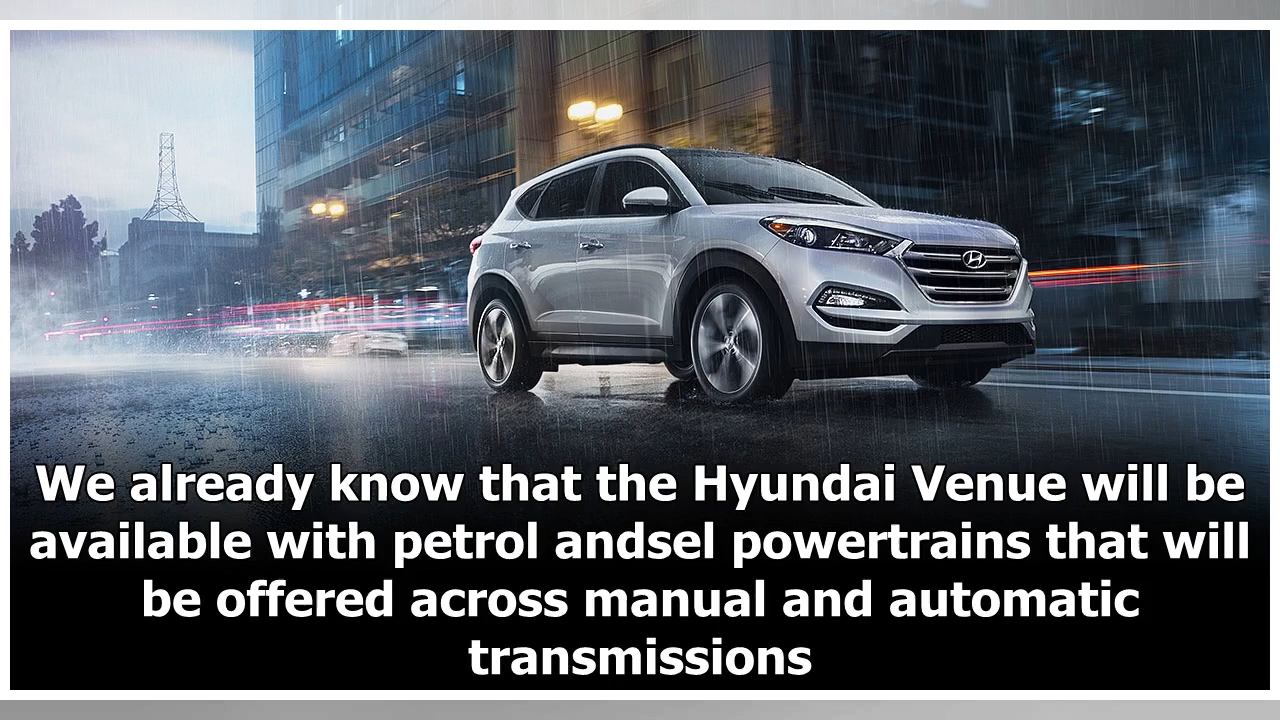 We already know that the Hyundai Venue will be
available with petrol andsel powertrains that will
be offered across manual and automatic
transmissions